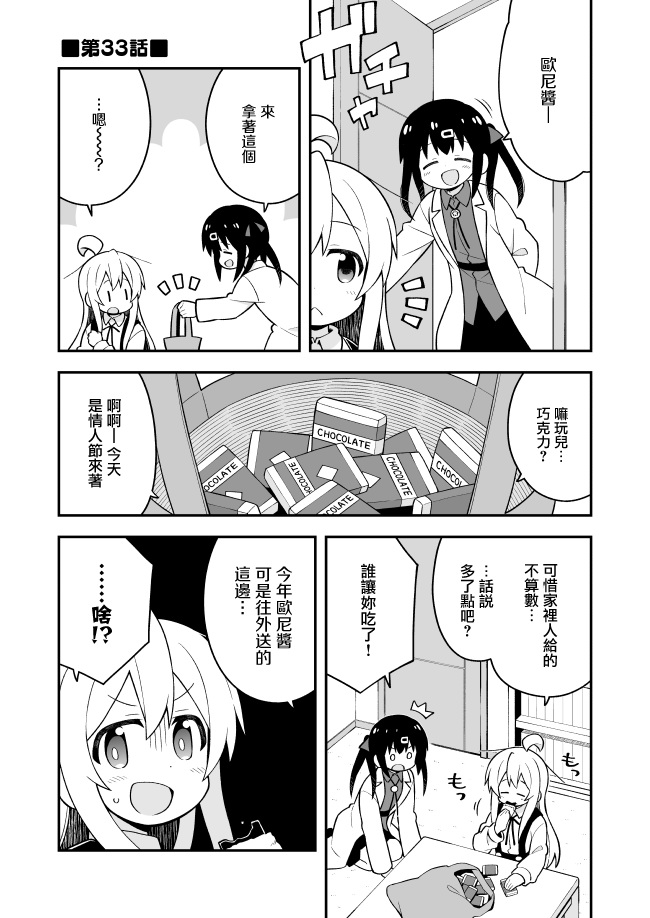 ■第33話■
歐尼醬—
ガチャ
來
拿著這個
…嗯~~~?
嘛玩兒…
巧克力?
CHOCOLATE
CHOCOLATE
CHOCOLATE
CHOCOLATE
CHOCOLATE
CHOCOLATE
啊啊—今天
是情人節來著
可惜家裡人給的
不算數…
…話説
多了點吧?
誰讓妳吃了!
もっ
もっ
今年歐尼醬
可是往外送的
這邊…
……啥!?